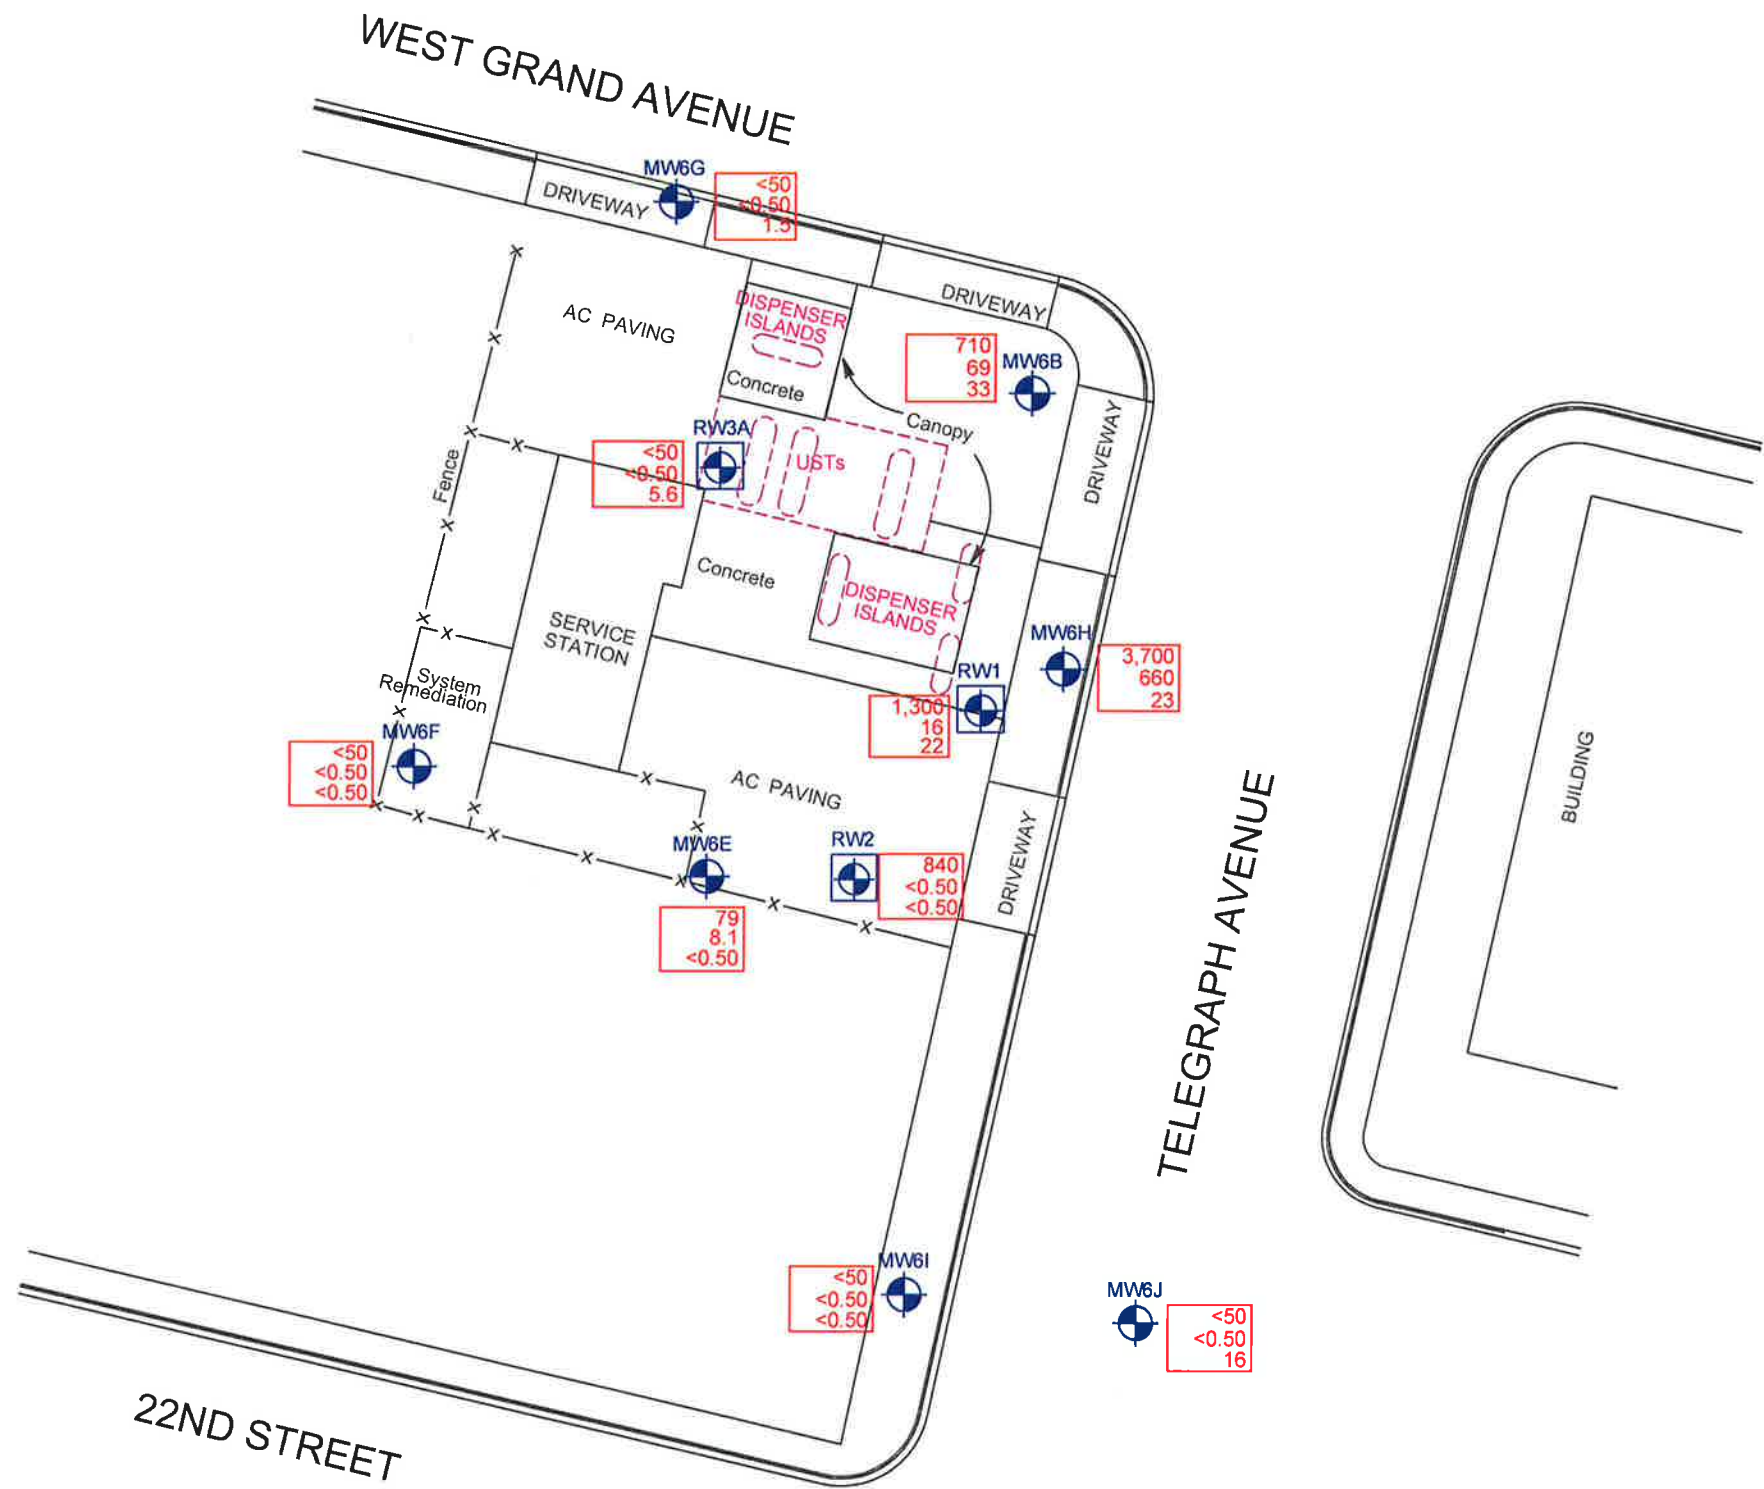 WEST GRAND AVENUE
MW6G
<50
<0.50
1.5
DRIVEWAY
DRIVEWAY
DISPENSER
ISLANDS
AC PAVING
710
69
33
MW6B
Concrete
Canopy
DRIVEWAY
RW3A
<50
<0.50
5.6
USTs
Fence
Concrete
DISPENSER
ISLANDS
SERVICE
STATION
MW6H
3,700
660
23
RW1
1,300
16
22
System
Remediation
MW6F
<50
<0.50
<0.50
AC PAVING
BUILDING
MW6E
79
8.1
<0.50
RW2
840
<0.50
<0.50
DRIVEWAY
TELEGRAPH AVENUE
MW6I
<50
<0.50
<0.50
MW6J
<50
<0.50
16
22ND STREET